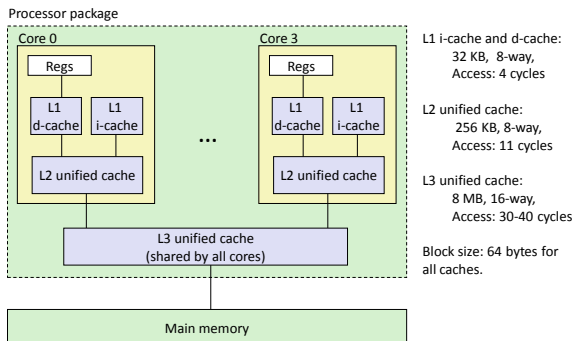 Processor package
Core 0
Regs
L1
d-cache
L1
i-cache
L2 unified cache
...
Core 3
Regs
L1
d-cache
L1
i-cache
L2 unified cache
L3 unified cache
(shared by all cores)
Main memory
L1 i-cache and d-cache:
32 KB, 8-way,
Access: 4 cycles
L2 unified cache:
256 KB, 8-way,
Access: 11 cycles
L3 unified cache:
8 MB, 16-way,
Access: 30-40 cycles
Block size: 64 bytes for
all caches.